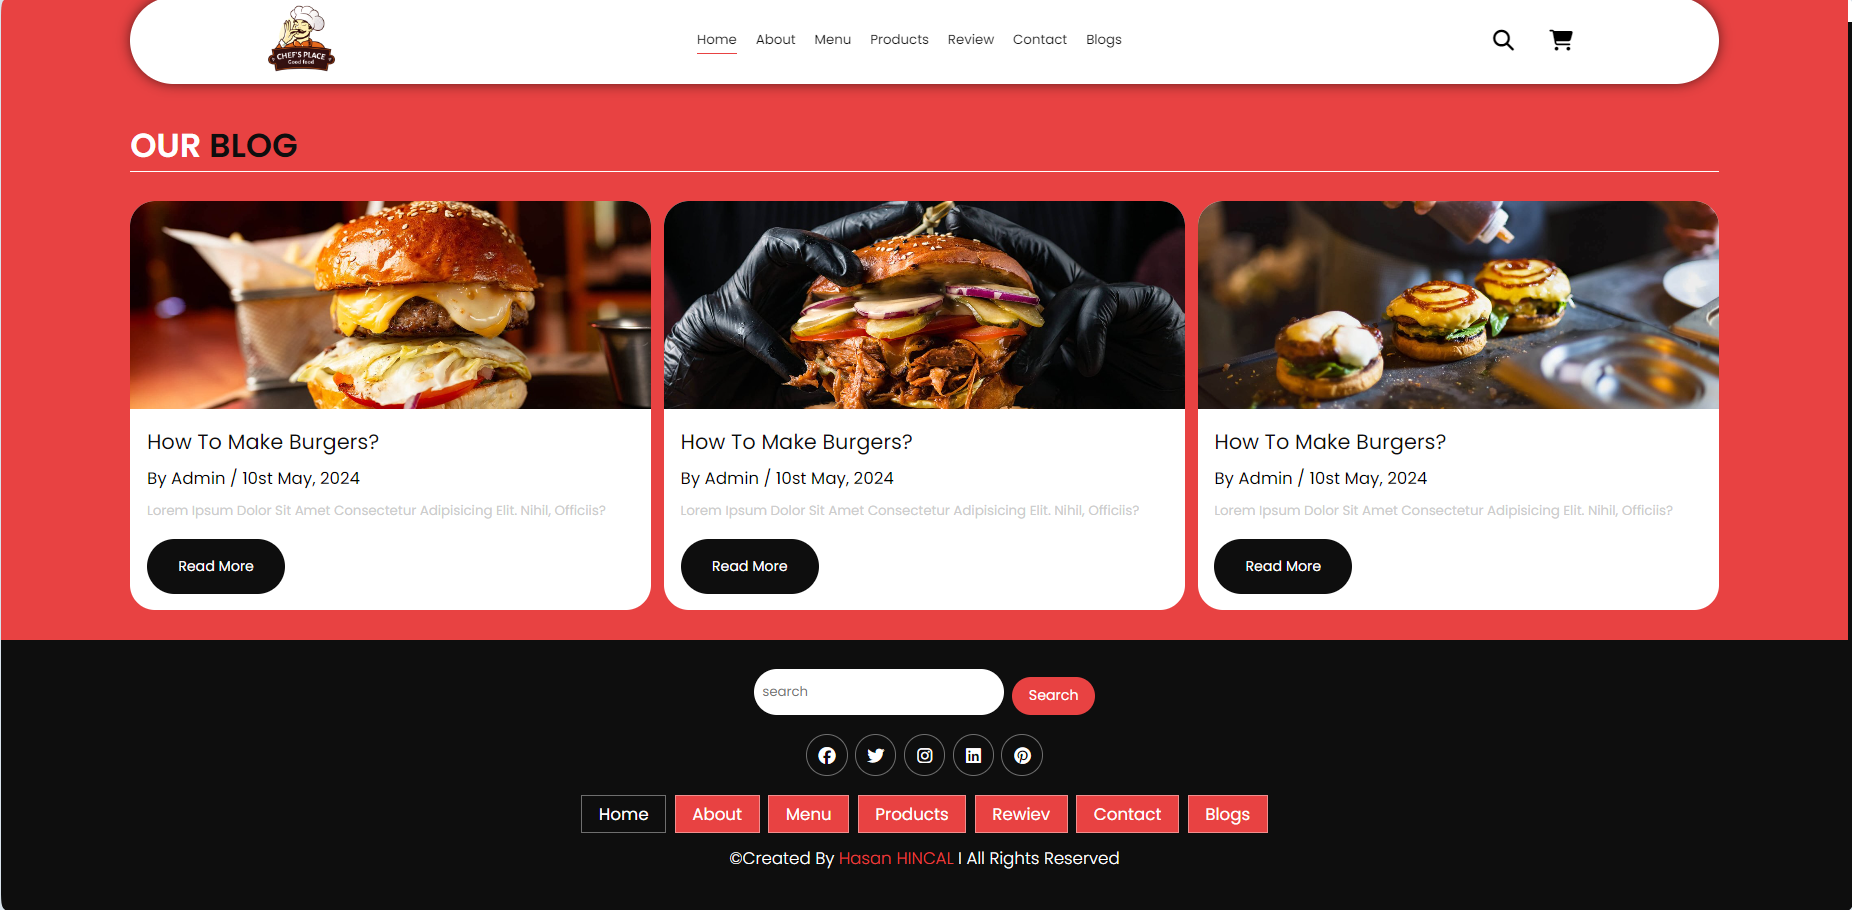 CHEF'S PLACE
Good food
Home About Menu Products Review Contact Blogs
OUR BLOG
How To Make Burgers?
By Admin / 10st May, 2024
Lorem Ipsum Dolor Sit Amet Consectetur Adipisicing Elit. Nihil, Officiis?
Read More
How To Make Burgers?
By Admin / 10st May, 2024
Lorem Ipsum Dolor Sit Amet Consectetur Adipisicing Elit. Nihil, Officiis?
Read More
How To Make Burgers?
By Admin / 10st May, 2024
Lorem Ipsum Dolor Sit Amet Consectetur Adipisicing Elit. Nihil, Officiis?
Read More
search Search
Home About Menu Products Rewiev Contact Blogs
©Created By Hasan HINCAL I All Rights Reserved